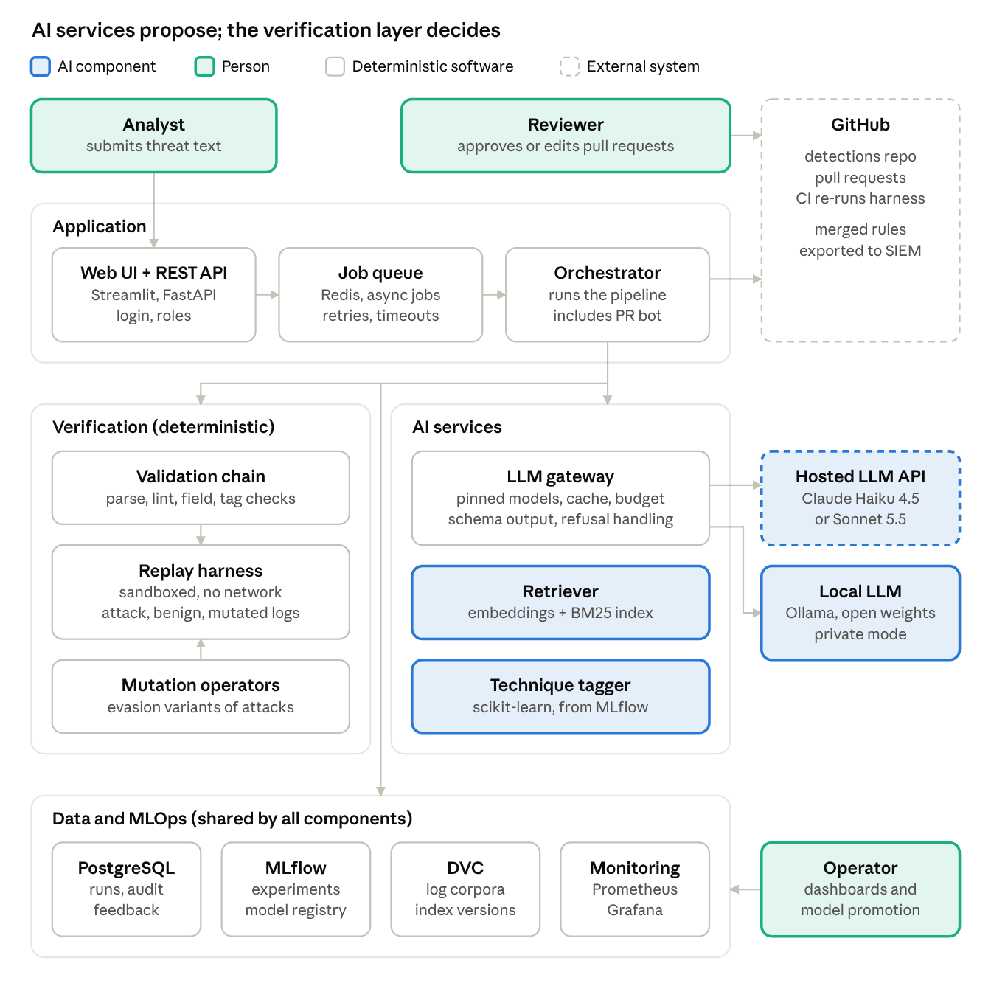 AI services propose; the verification layer decides
AI component
Person
Deterministic software
External system
Analyst
submits threat text
Reviewer
approves or edits pull requests
GitHub
detections repo
pull requests
CI re-runs harness
merged rules
exported to SIEM
Application
Web UI + REST API
Streamlit, FastAPI
login, roles
Job queue
Redis, async jobs
retries, timeouts
Orchestrator
runs the pipeline
includes PR bot
Verification (deterministic)
Validation chain
parse, lint, field, tag checks
Replay harness
sandboxed, no network
attack, benign, mutated logs
Mutation operators
evasion variants of attacks
AI services
LLM gateway
pinned models, cache, budget
schema output, refusal handling
Retriever
embeddings + BM25 index
Technique tagger
scikit-learn, from MLflow
Hosted LLM API
Claude Haiku 4.5
or Sonnet 5.5
Local LLM
Ollama, open weights
private mode
Data and MLOps (shared by all components)
PostgreSQL
runs, audit
feedback
MLflow
experiments
model registry
DVC
log corpora
index versions
Monitoring
Prometheus
Grafana
Operator
dashboards and
model promotion